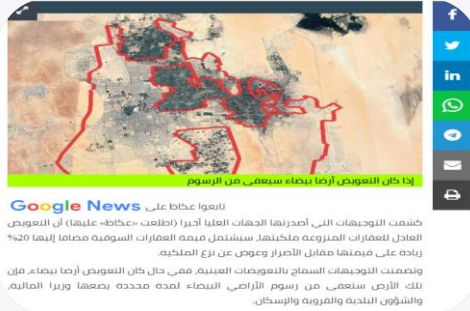 إذا كان التعويض أرضا بيضاء سيعفى من الرسوم
تابعوا عكاظ على Google News
كشفت التوجيهات التي أصدرتها الجهات العليا أخيرا (اطلعت «عكاظ» عليها) أن التعويض
العادل للعقارات المنزوعة ملكيتها، سيشتمل قيمة العقارات السوقية مضافا إليها 20%
زيادة على قيمتها مقابل الأضرار وعوض عن نزع الملكية.
وتضمنت التوجيهات السماح بالتعويضات العينية، ففي حال كان التعويض أرضا بيضاء، فإن
تلك الأرض ستعفى من رسوم الأراضي البيضاء لمدة محددة يضعها وزيرا المالية،
والشؤون البلدية والقروية والإسكان.